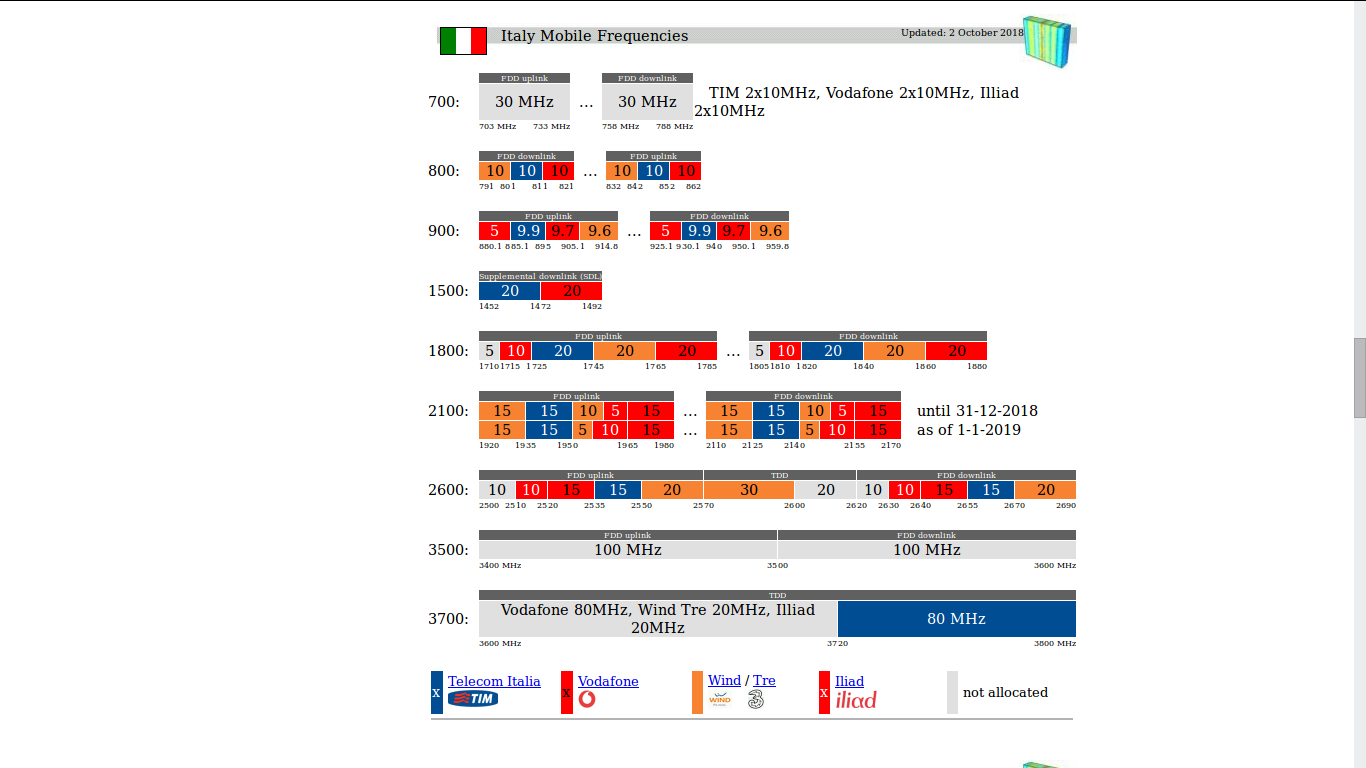 Italy Mobile Frequencies
Updated: 2 October 2018
FDD uplink FDD downlink
700: 30 MHz ... 30 MHz TIM 2x10MHz, Vodafone 2x10MHz, Illiad
2x10MHz
703 MHz 733 MHz 758 MHz 788 MHz
FDD downlink FDD uplink
800: 10 10 10 ... 10 10 10
791 801 811 821 832 842 852 862
FDD uplink FDD downlink
900: 5 9.9 9.7 9.6 ... 5 9.9 9.7 9.6
880.1 885.1 895 905.1 914.8 925.1 930.1 940 950.1 959.8
Supplemental downlink (SDL)
1500: 20 20
1452 1472 1492
FDD uplink FDD downlink
1800: 5 10 20 20 20 ... 5 10 20 20 20
1710 1715 1725 1745 1765 1785 1805 1810 1820 1840 1860 1880
FDD uplink FDD downlink
2100: 15 15 10 5 15 ... 15 15 10 5 15 until 31-12-2018
15 15 5 10 15 ... 15 15 5 10 15 as of 1-1-2019
1920 1935 1950 1965 1980 2110 2125 2140 2155 2170
FDD uplink TDD FDD downlink
2600: 10 10 15 15 20 30 20 10 10 15 15 20
2500 2510 2520 2535 2550 2570 2600 2620 2630 2640 2655 2670 2690
FDD uplink FDD downlink
3500: 100 MHz 100 MHz
3400 MHz 3500 3600 MHz
TDD
3700: Vodafone 80MHz, Wind Tre 20MHz, Illiad
20MHz
80 MHz
3600 MHz 3720 3800 MHz
x Telecom Italia x Vodafone Wind / Tre x Iliad not allocated
TIM WIND 3 iliad